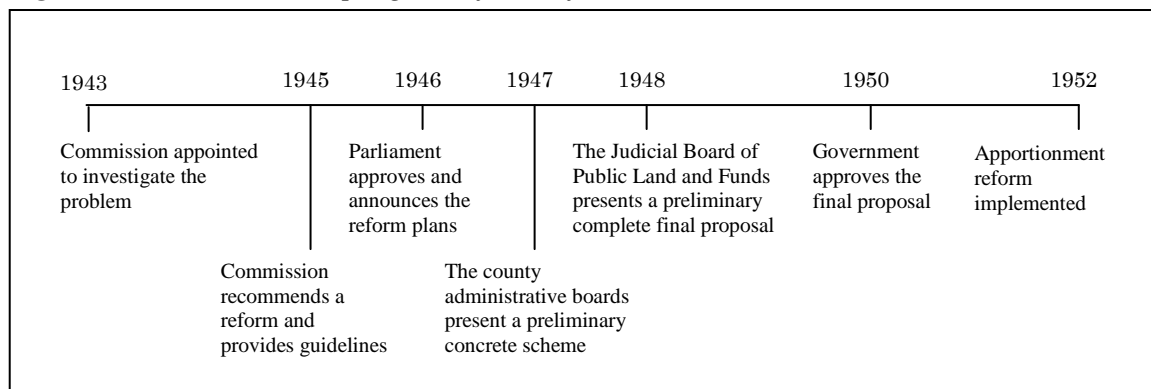 1943
1945
1946
1947
1948
1950
1952
Commission appointed
to investigate the
problem
Commission
recommends a
reform and
provides guidelines
Parliament
approves and
announces the
reform plans
The county
administrative boards
present a preliminary
concrete scheme
The Judicial Board of
Public Land and Funds
presents a preliminary
complete final proposal
Government
approves the
final proposal
Apportionment
reform
implemented